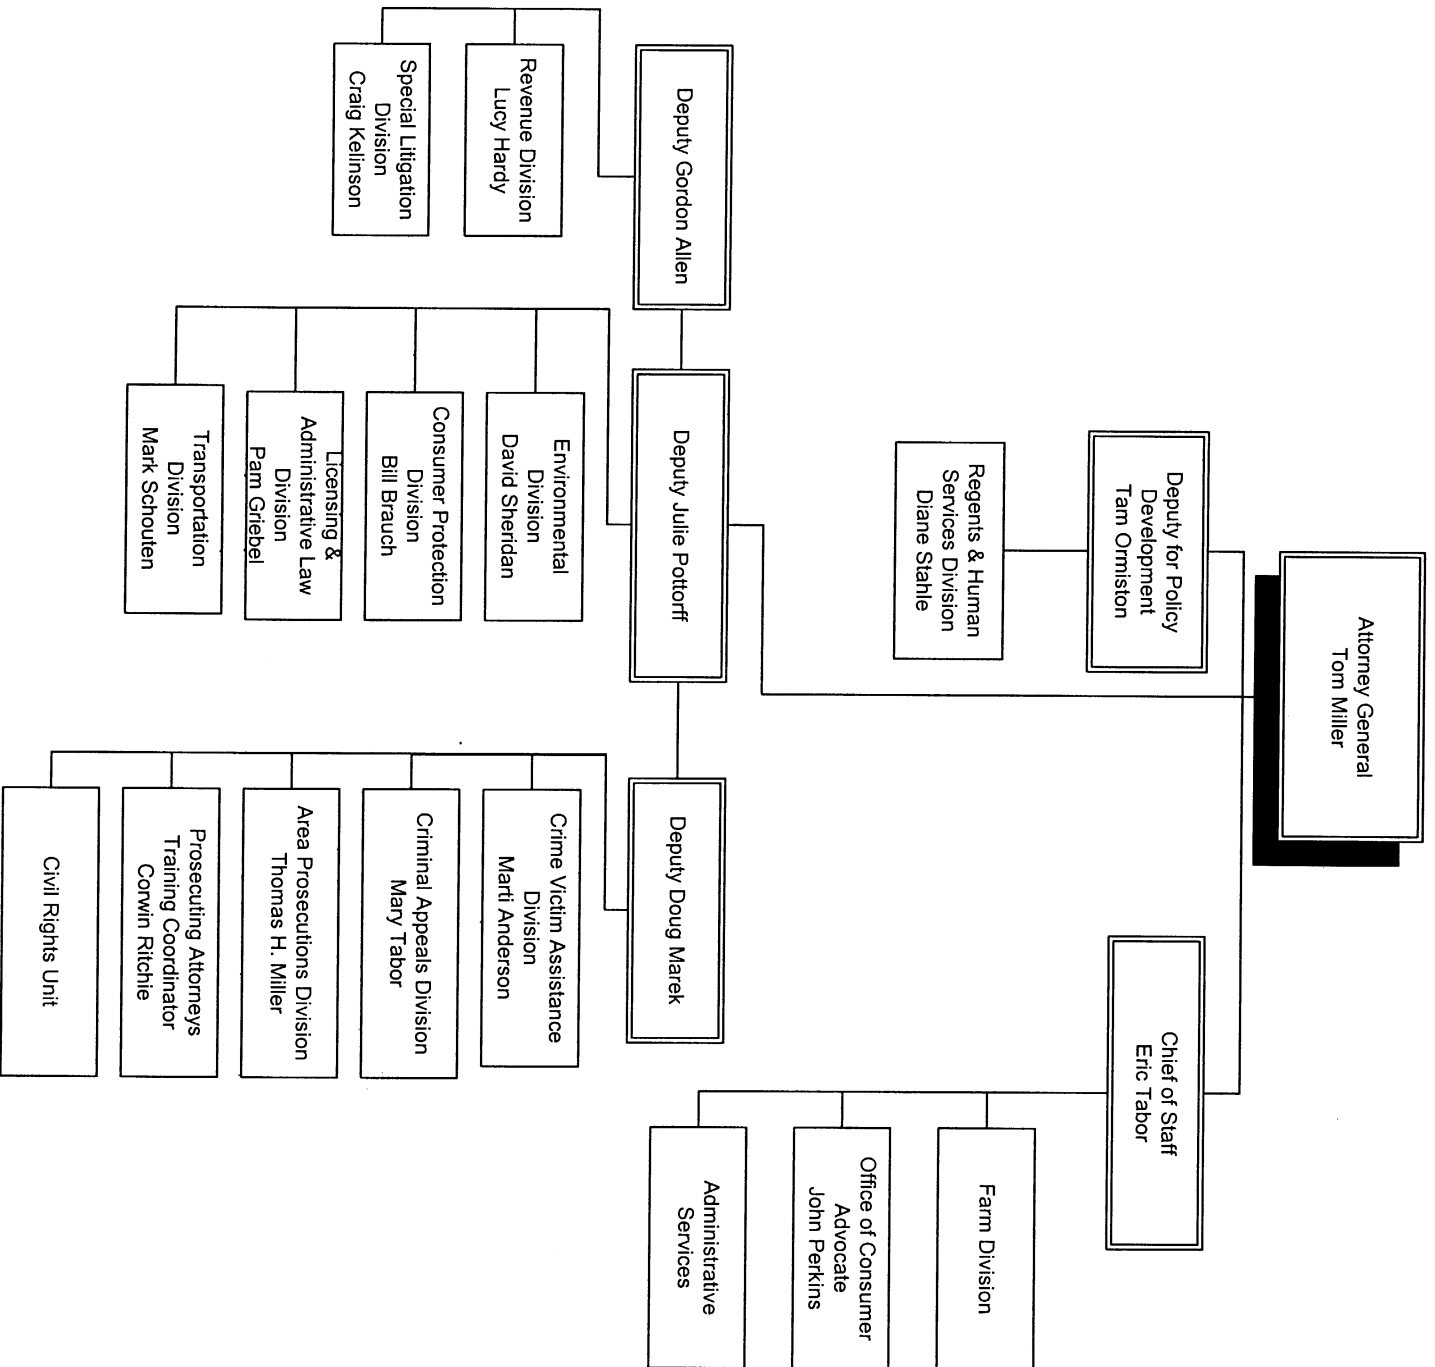 Attorney General
Tom Miller
Deputy for Policy
Development
Tam Ormiston
Regents & Human
Services Division
Diane Stahle
Chief of Staff
Eric Tabor
Farm Division
Office of Consumer
Advocate
John Perkins
Administrative
Services
Deputy Gordon Allen
Revenue Division
Lucy Hardy
Special Litigation
Division
Craig Kelinson
Deputy Julie Pottorff
Environmental
Division
David Sheridan
Consumer Protection
Division
Bill Brauch
Licensing &
Administrative Law
Division
Pam Griebel
Transportation
Division
Mark Schouten
Deputy Doug Marek
Crime Victim Assistance
Division
Marti Anderson
Criminal Appeals Division
Mary Tabor
Area Prosecutions Division
Thomas H. Miller
Prosecuting Attorneys
Training Coordinator
Corwin Ritchie
Civil Rights Unit